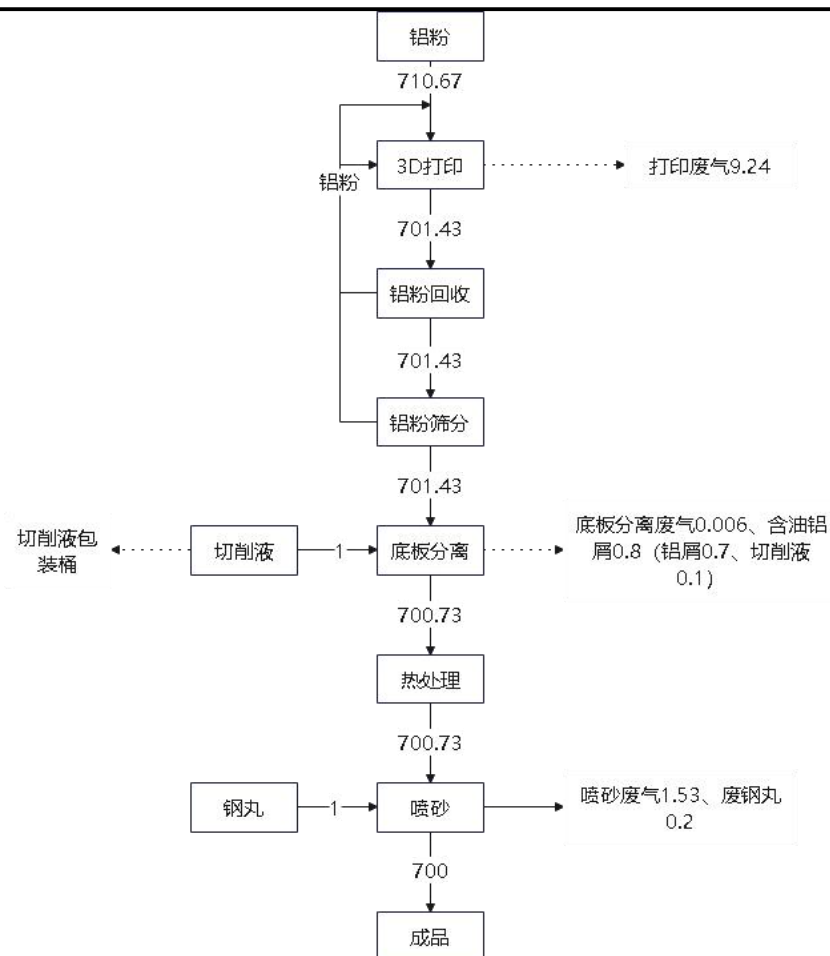 铝粉
710.67
3D打印
打印废气9.24
铝粉
701.43
铝粉回收
701.43
铝粉筛分
701.43
切削液包
装桶
切削液
1
底板分离
底板分离废气0.006、含油铝
屑0.8（铝屑0.7、切削液
0.1）
700.73
热处理
700.73
钢丸
1
喷砂
喷砂废气1.53、废钢丸
0.2
700
成品